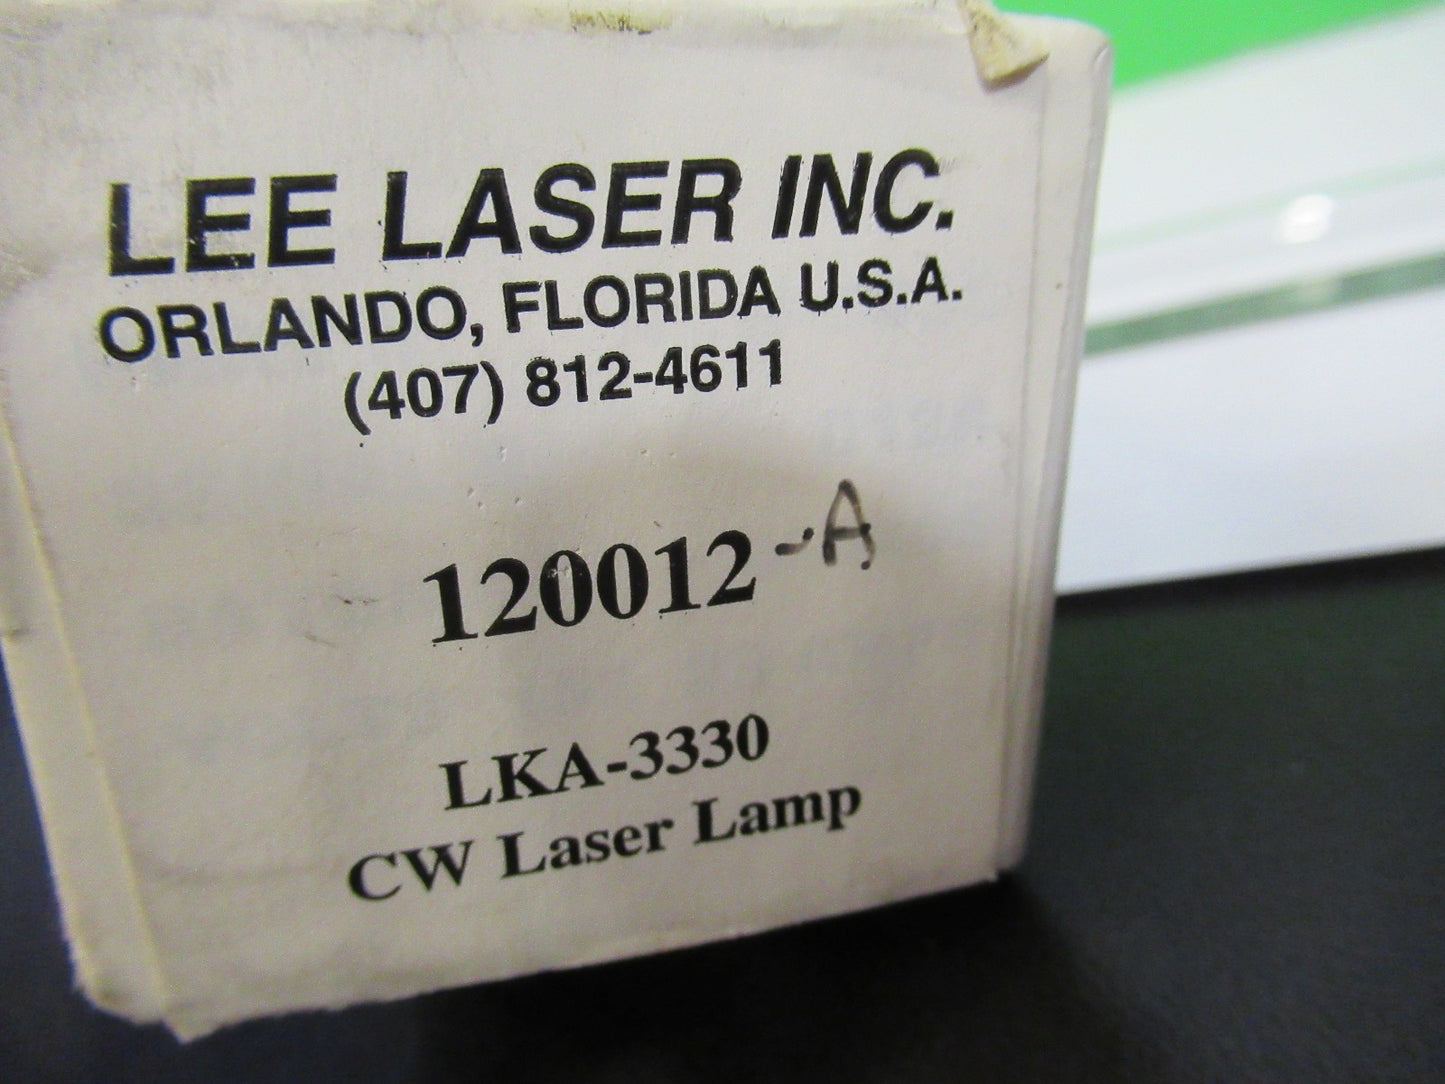 LEE LASER INC.
ORLANDO, FLORIDA U.S.A.
(407) 812-4611
120012-A
LKA-3330
CW Laser Lamp